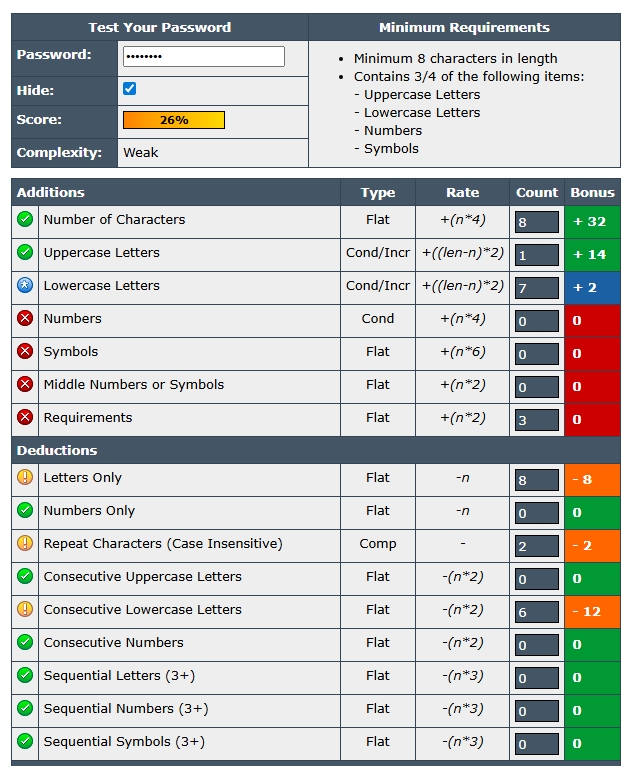 Test Your Password Minimum Requirements
Password: ••••••••
Hide:
Score: 26%
Complexity: Weak
• Minimum 8 characters in length
• Contains 3/4 of the following items:
- Uppercase Letters
- Lowercase Letters
- Numbers
- Symbols
Additions Type Rate Count Bonus
Number of Characters Flat +(n*4) 8 + 32
Uppercase Letters Cond/Incr +((len-n)*2) 1 + 14
Lowercase Letters Cond/Incr +((len-n)*2) 7 + 2
Numbers Cond +(n*4) 0 0
Symbols Flat +(n*6) 0 0
Middle Numbers or Symbols Flat +(n*2) 0 0
Requirements Flat +(n*2) 3 0
Deductions
Letters Only Flat -n 8 - 8
Numbers Only Flat -n 0 0
Repeat Characters (Case Insensitive) Comp - 2 - 2
Consecutive Uppercase Letters Flat -(n*2) 0 0
Consecutive Lowercase Letters Flat -(n*2) 6 - 12
Consecutive Numbers Flat -(n*2) 0 0
Sequential Letters (3+) Flat -(n*3) 0 0
Sequential Numbers (3+) Flat -(n*3) 0 0
Sequential Symbols (3+) Flat -(n*3) 0 0